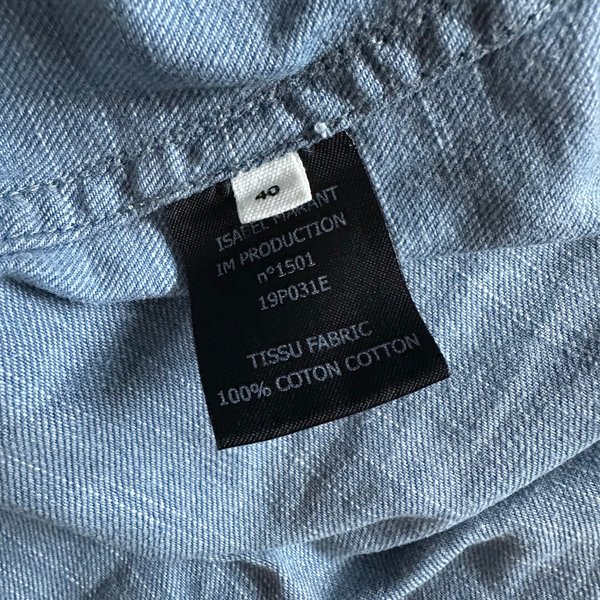 40
ISABEL MARANT
IM PRODUCTION
n°1501
19P031E
TISSU FABRIC
100% COTON COTTON